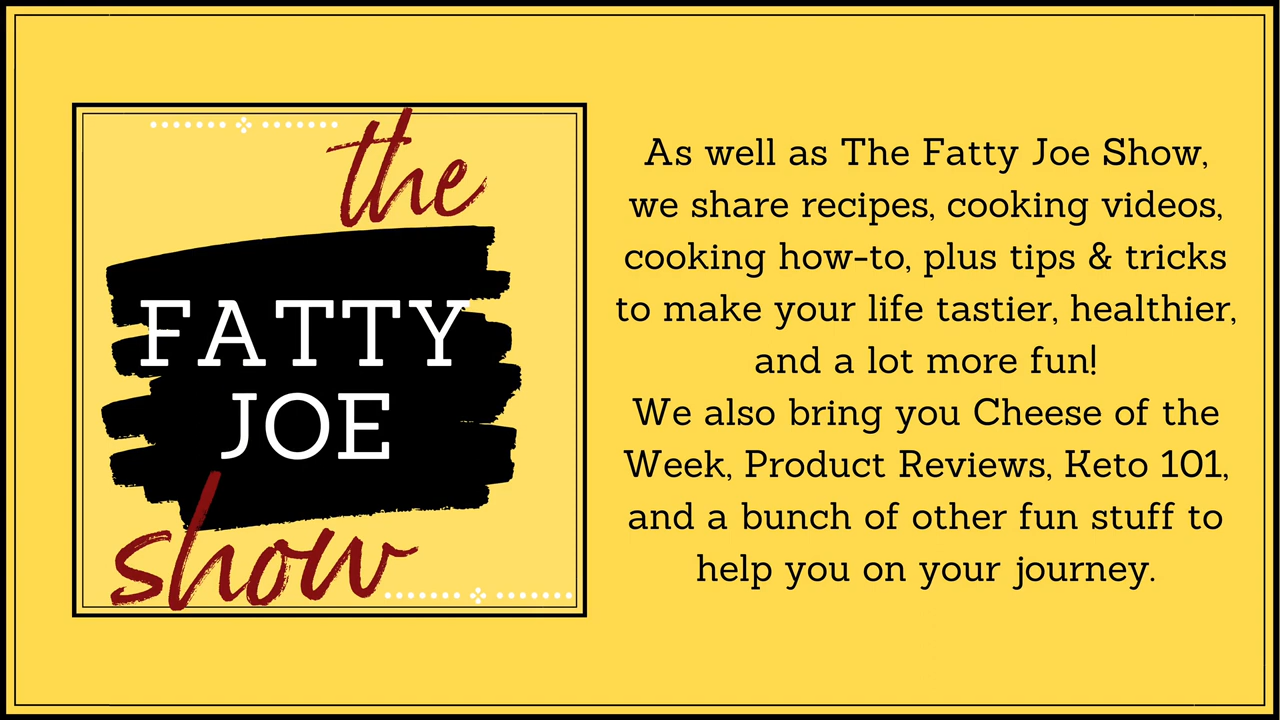 the
FATTY
JOE
show
As well as The Fatty Joe Show,
we share recipes, cooking videos,
cooking how-to, plus tips & tricks
to make your life tastier, healthier,
and a lot more fun!
We also bring you Cheese of the
Week, Product Reviews, Keto 101,
and a bunch of other fun stuff to
help you on your journey.